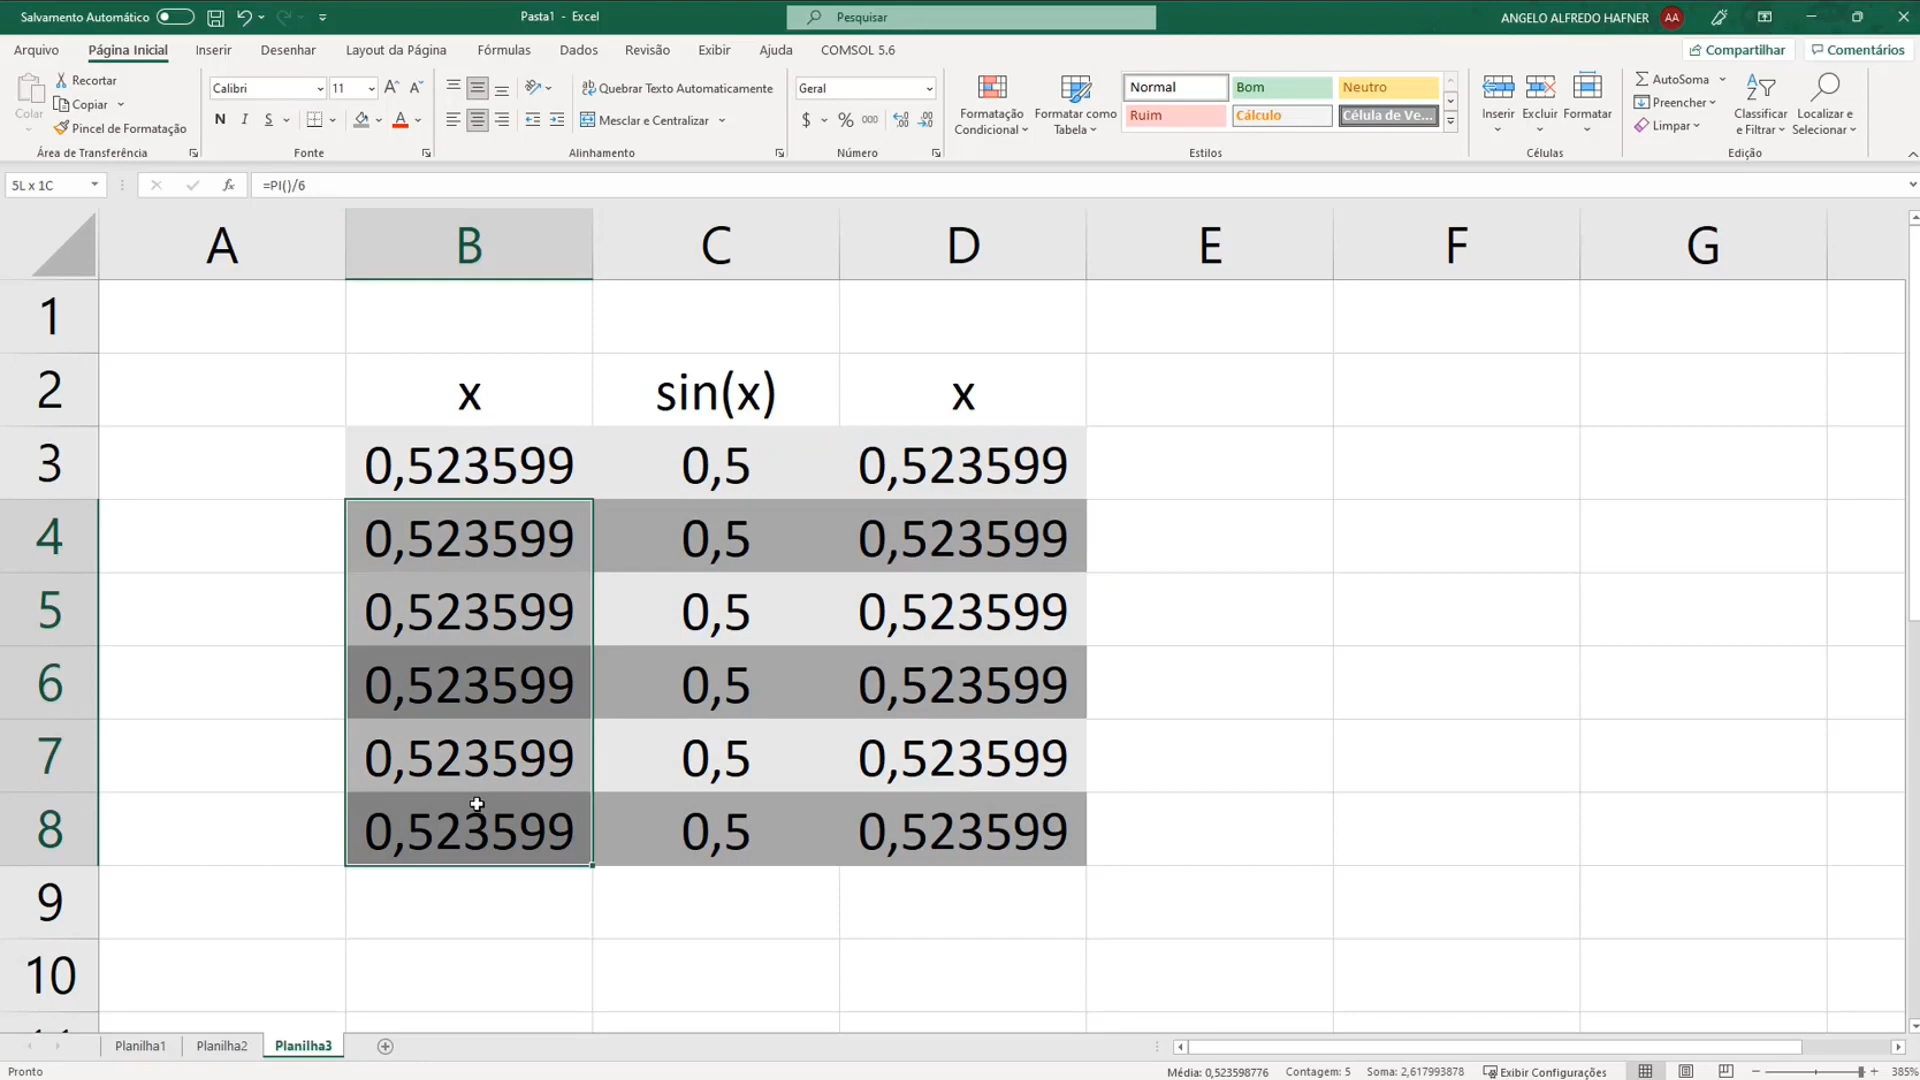 Salvamento Automático
Pasta1 - Excel
Pesquisar
ANGELO ALFREDO HAFNER AA
Arquivo Página Inicial Inserir Desenhar Layout da Página Fórmulas Dados Revisão Exibir Ajuda COMSOL 5.6 Compartilhar Comentários
Colar
Recortar
Copiar
Pincel de Formatação
Área de Transferência
Calibri 11 A A
N I S A
Fonte
Quebrar Texto Automaticamente
Mesclar e Centralizar
Alinhamento
Geral
$ % 000
Número
Formatação Condicional
Formatar como Tabela
Normal Bom Neutro
Ruim Cálculo Célula de Ve...
Estilos
Inserir Excluir Formatar
Células
AutoSoma
Preencher
Limpar
Classificar e Filtrar
Localizar e Selecionar
Edição
5L x 1C fx =PI()/6
A B C D E F G
1
2 x sin(x) x
3 0,523599 0,5 0,523599
4 0,523599 0,5 0,523599
5 0,523599 0,5 0,523599
6 0,523599 0,5 0,523599
7 0,523599 0,5 0,523599
8 0,523599 0,5 0,523599
9
10
Planilha1 Planilha2 Planilha3
Pronto Média: 0,523598776 Contagem: 5 Soma: 2,617993878 Exibir Configurações 385%